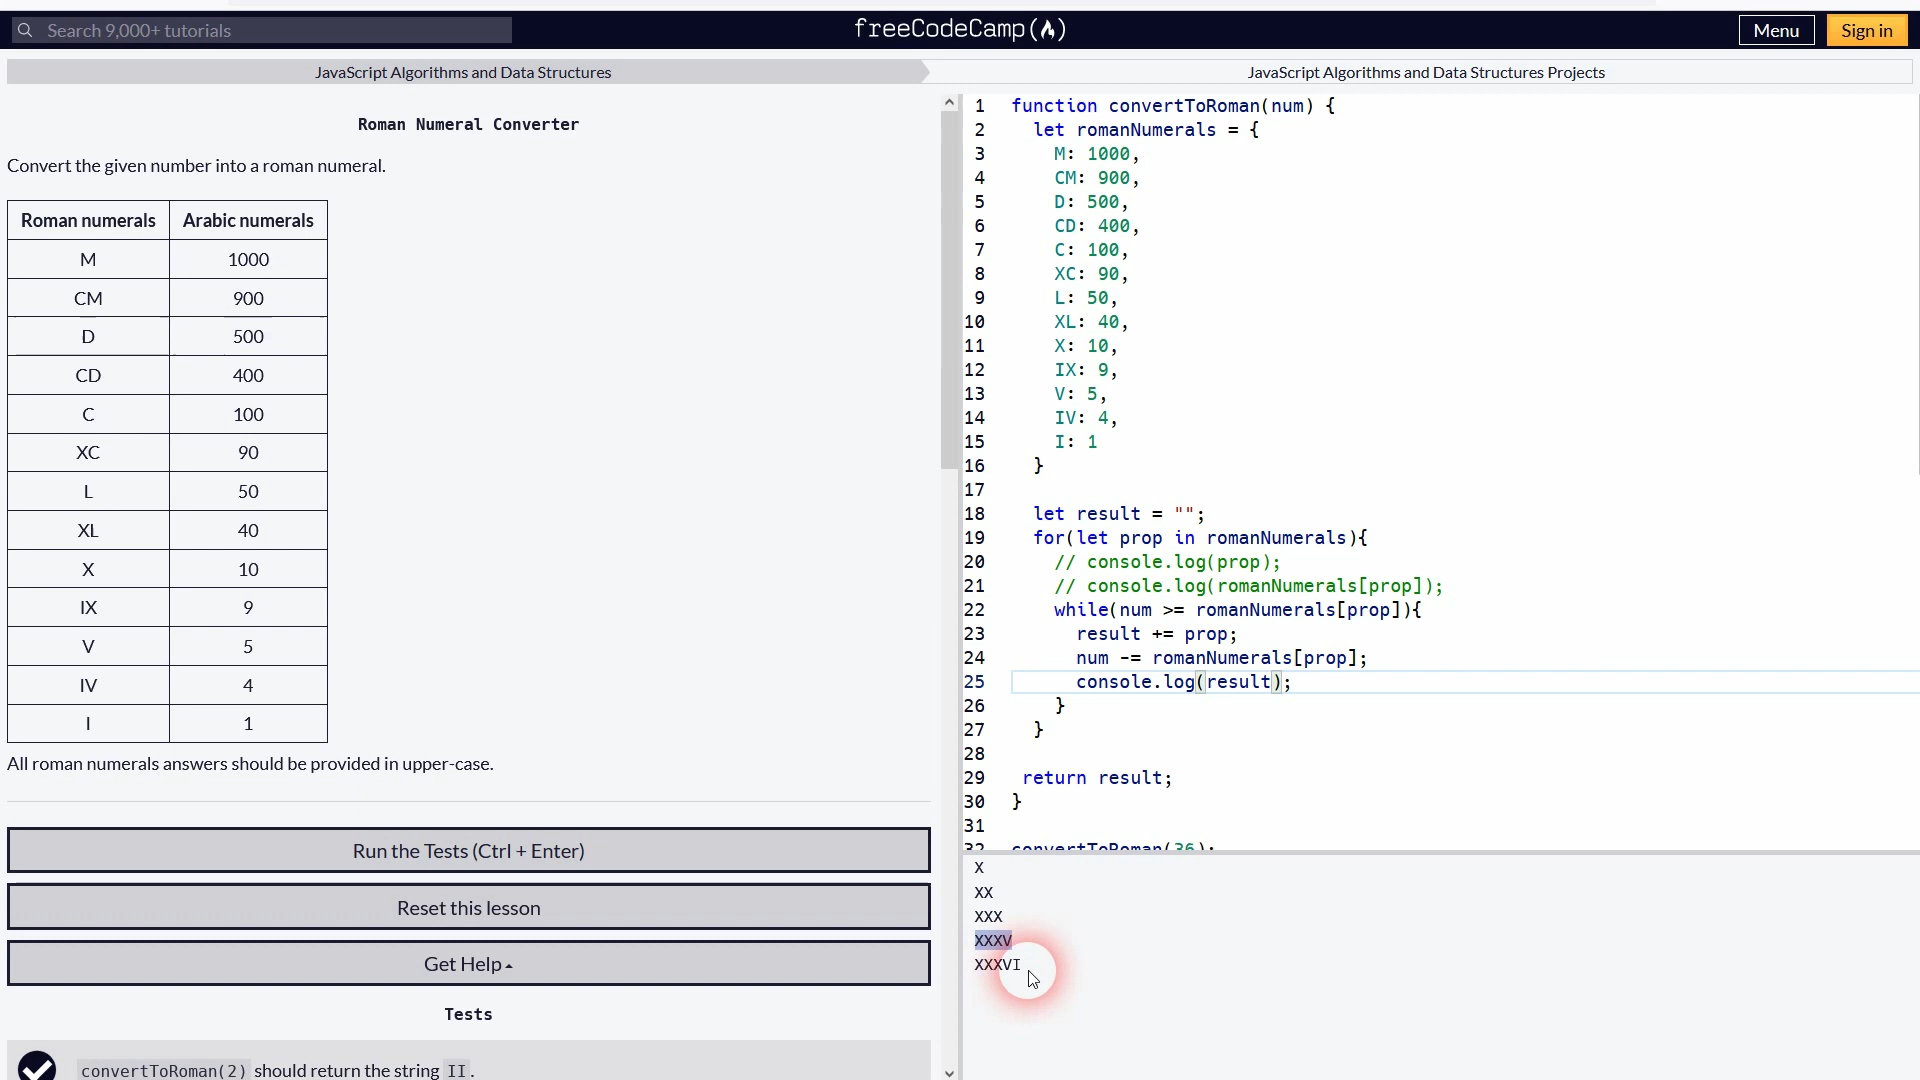 Search 9,000+ tutorials
freeCodeCamp
Menu
Sign in
JavaScript Algorithms and Data Structures
JavaScript Algorithms and Data Structures Projects
Roman Numeral Converter
Convert the given number into a roman numeral.
Roman numerals Arabic numerals
M 1000
CM 900
D 500
CD 400
C 100
XC 90
L 50
XL 40
X 10
IX 9
V 5
IV 4
I 1
All roman numerals answers should be provided in upper-case.
Run the Tests (Ctrl + Enter)
Reset this lesson
Get Help
Tests
convertToRoman(2) should return the string II.
1 function convertToRoman(num) {
2 let romanNumerals = {
3 M: 1000,
4 CM: 900,
5 D: 500,
6 CD: 400,
7 C: 100,
8 XC: 90,
9 L: 50,
10 XL: 40,
11 X: 10,
12 IX: 9,
13 V: 5,
14 IV: 4,
15 I: 1
16 }
17
18 let result = "";
19 for(let prop in romanNumerals){
20 // console.log(prop);
21 // console.log(romanNumerals[prop]);
22 while(num >= romanNumerals[prop]){
23 result += prop;
24 num -= romanNumerals[prop];
25 console.log(result);
26 }
27 }
28
29 return result;
30 }
31
32 convertToRoman(36);
X
XX
XXX
XXXV
XXXVI